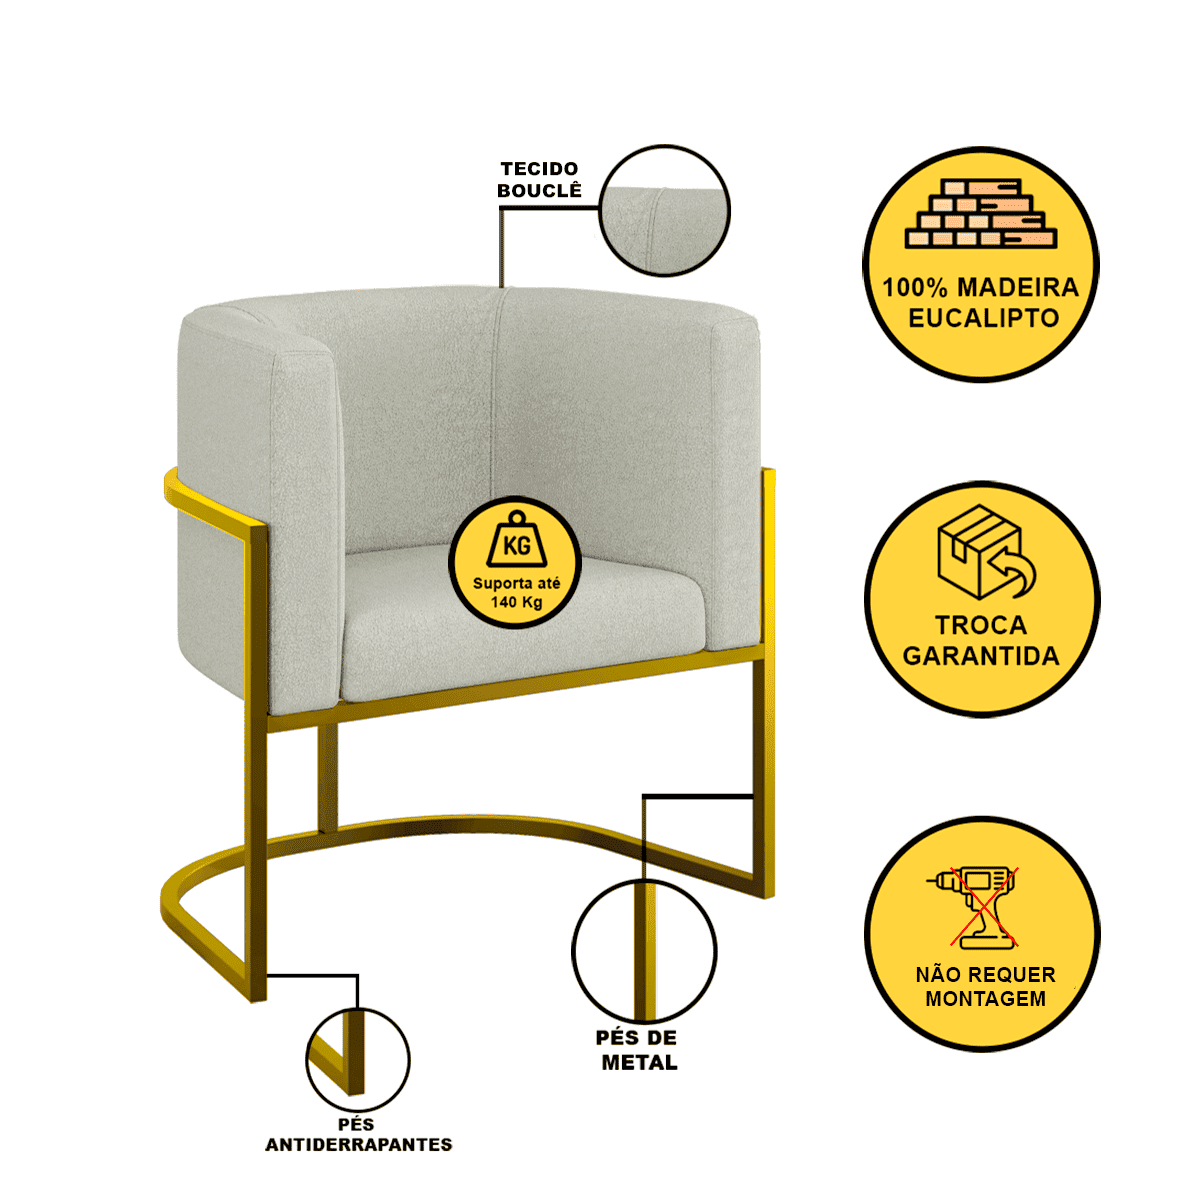 TECIDO
BOUCLÊ
100% MADEIRA
EUCALIPTO
KG
Suporta até
140 Kg
TROCA
GARANTIDA
NÃO REQUER
MONTAGEM
PÉS DE
METAL
PÉS
ANTIDERRAPANTES